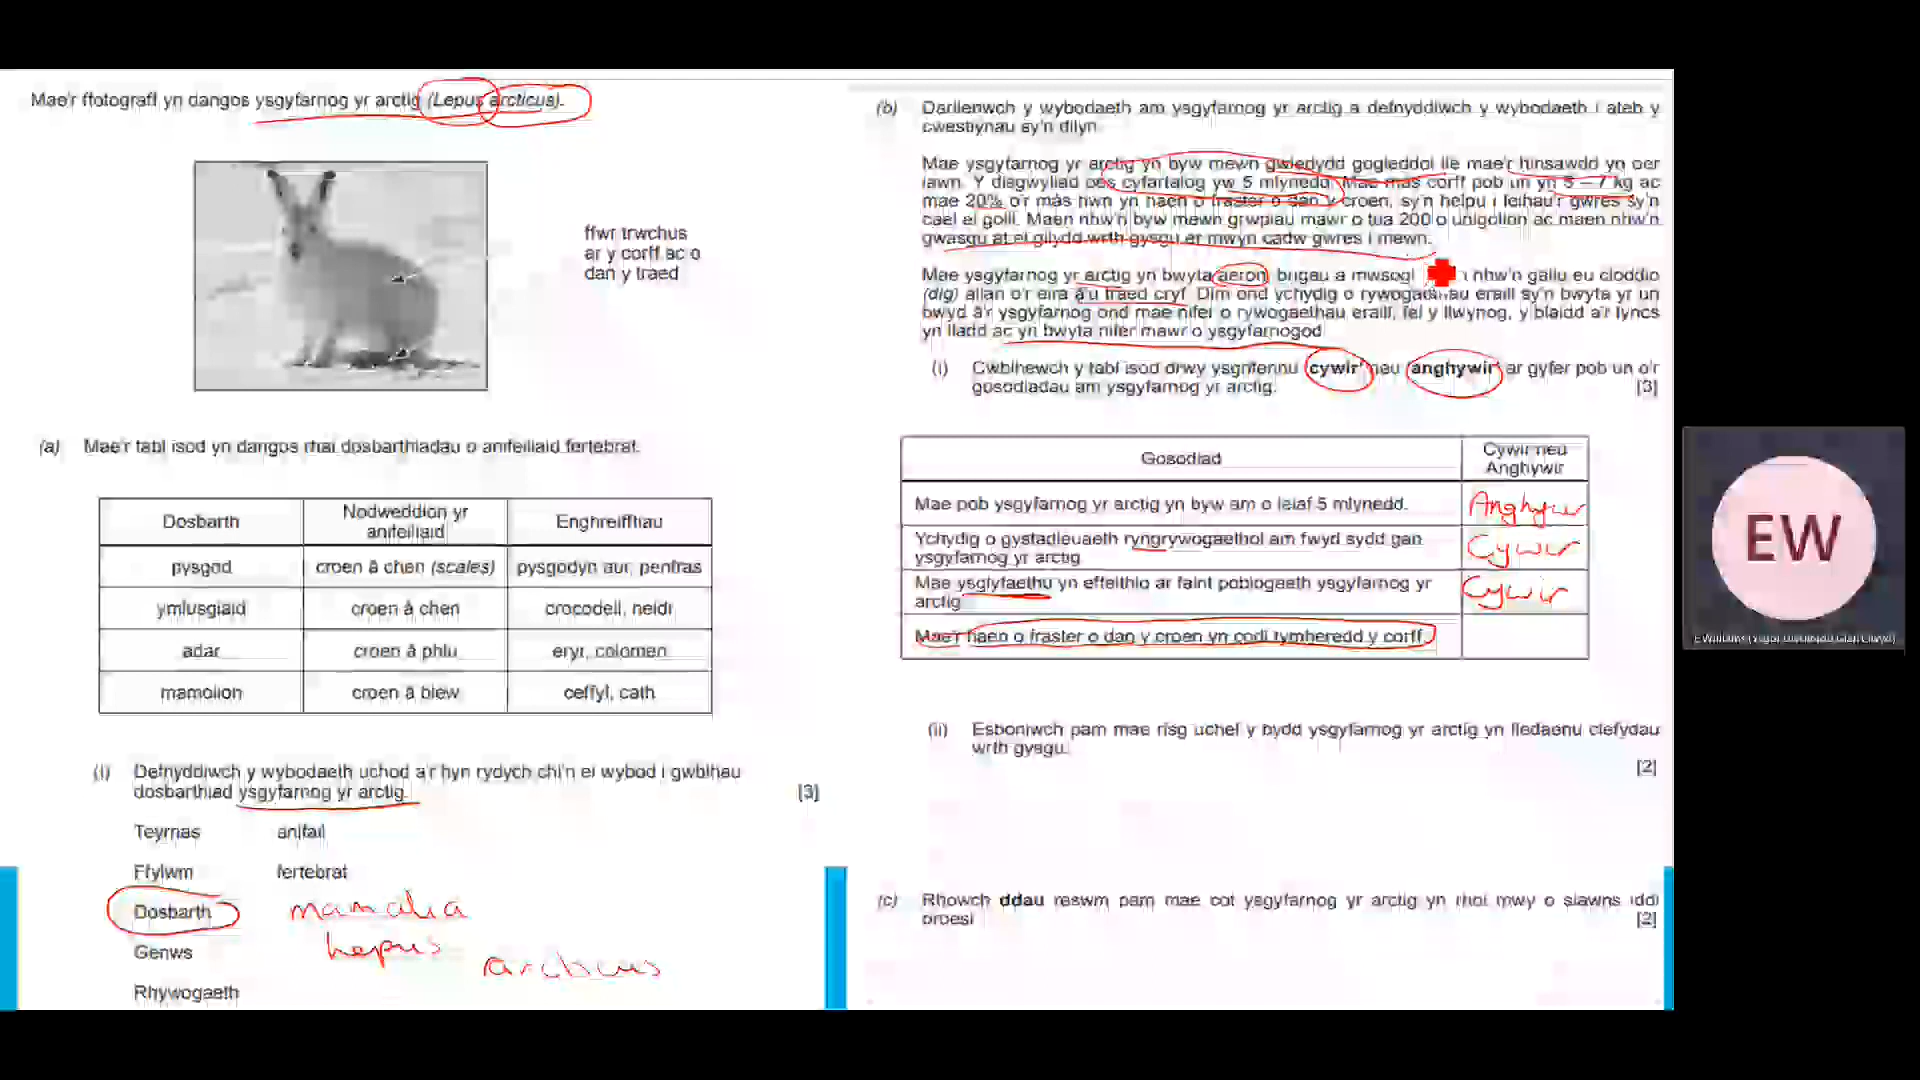 Mae'r ffotograff yn dangos ysgyfarnog yr arctig (Lepus arcticus).
ffwr trwchus
ar y corff ac o
dan y traed
(a) Mae'r tabl isod yn dangos rhai dosbarthiadau o anifeiliaid fertebrat.
Dosbarth Nodweddion yr anifeiliaid Enghreifftiau
pysgod croen â chen (scales) pysgodyn aur, penfras
ymlusgiaid croen â chen crocodeil, neidr
adar croen â phlu eryr, colomen
mamolion croen â blew ceffyl, cath
(i) Defnyddiwch y wybodaeth uchod a'r hyn rydych chi'n ei wybod i gwblhau
dosbarthiad ysgyfarnog yr arctig. [3]
Teyrnas anifail
Ffylwm fertebrat
Dosbarth mamalia
Genws Lepus
arcticus
Rhywogaeth
(b) Darllenwch y wybodaeth am ysgyfarnog yr arctig a defnyddiwch y wybodaeth i ateb y
cwestiynau sy'n dilyn.
Mae ysgyfarnog yr arctig yn byw mewn gwledydd gogleddol lle mae'r hinsawdd yn oer
iawn. Y disgwyliad oes cyfartalog yw 5 mlynedd. Mae màs corff pob un yn 5 – 7 kg ac
mae 20% o'r màs hwn yn haen o fraster o dan y croen, sy'n helpu i leihau'r gwres sy'n
cael ei golli. Maen nhw'n byw mewn grwpiau mawr o tua 200 o unigolion ac maen nhw'n
gwasgu at ei gilydd wrth gysgu er mwyn cadw gwres i mewn.
Mae ysgyfarnog yr arctig yn bwyta aeron, brigau a mwsogl nhw'n gallu eu cloddio
(dig) allan o'r eira â'u traed cryf. Dim ond ychydig o rywogaethau eraill sy'n bwyta yr un
bwyd â'r ysgyfarnog ond mae nifer o rywogaethau eraill, fel y llwynog, y blaidd a'r lyncs
yn lladd ac yn bwyta nifer mawr o ysgyfarnogod.
(i) Cwblhewch y tabl isod drwy ysgrifennu 'cywir' neu 'anghywir' ar gyfer pob un o'r
gosodiadau am ysgyfarnog yr arctig. [3]
Gosodiad Cywir neu Anghywir
Mae pob ysgyfarnog yr arctig yn byw am o leiaf 5 mlynedd. Anghywir
Ychydig o gystadleuaeth ryngrywogaethol am fwyd sydd gan
ysgyfarnog yr arctig. Cywir
Mae ysglyfaethu yn effeithio ar faint poblogaeth ysgyfarnog yr
arctig. Cywir
Mae'r haen o fraster o dan y croen yn codi tymheredd y corff.
(ii) Esboniwch pam mae risg uchel y bydd ysgyfarnog yr arctig yn lledaenu clefydau
wrth gysgu.
[2]
(c) Rhowch ddau reswm pam mae cot ysgyfarnog yr arctig yn rhoi mwy o siawns iddi
oroesi. [2]
EW